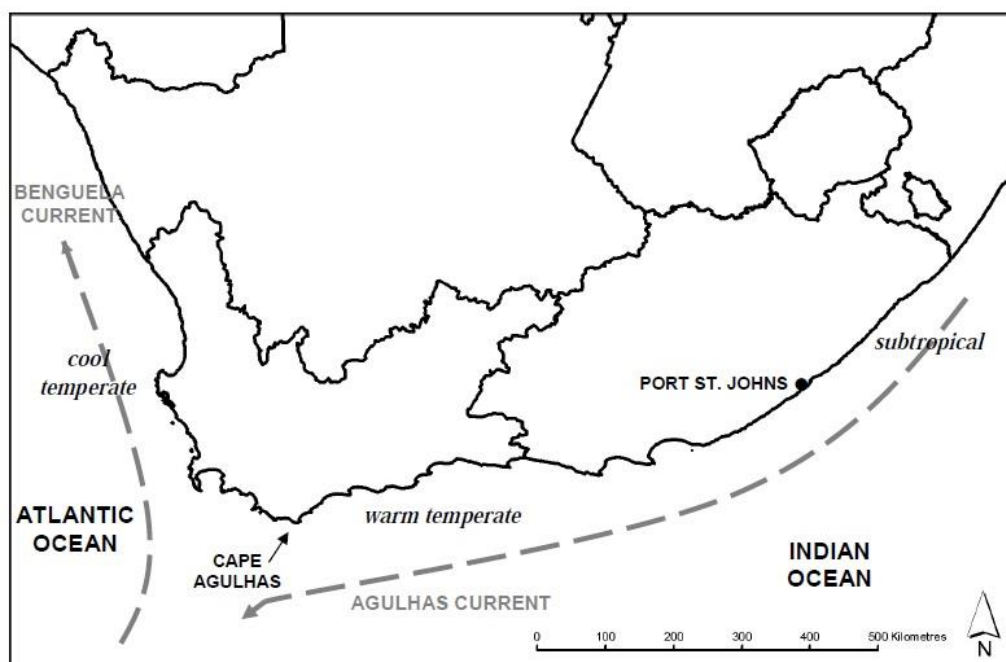 BENGUELA
CURRENT
cool
temperate
subtropical
PORT ST. JOHNS
ATLANTIC
OCEAN
warm temperate
CAPE
AGULHAS
INDIAN
OCEAN
AGULHAS CURRENT
0 100 200 300 400 500 Kilometres
N